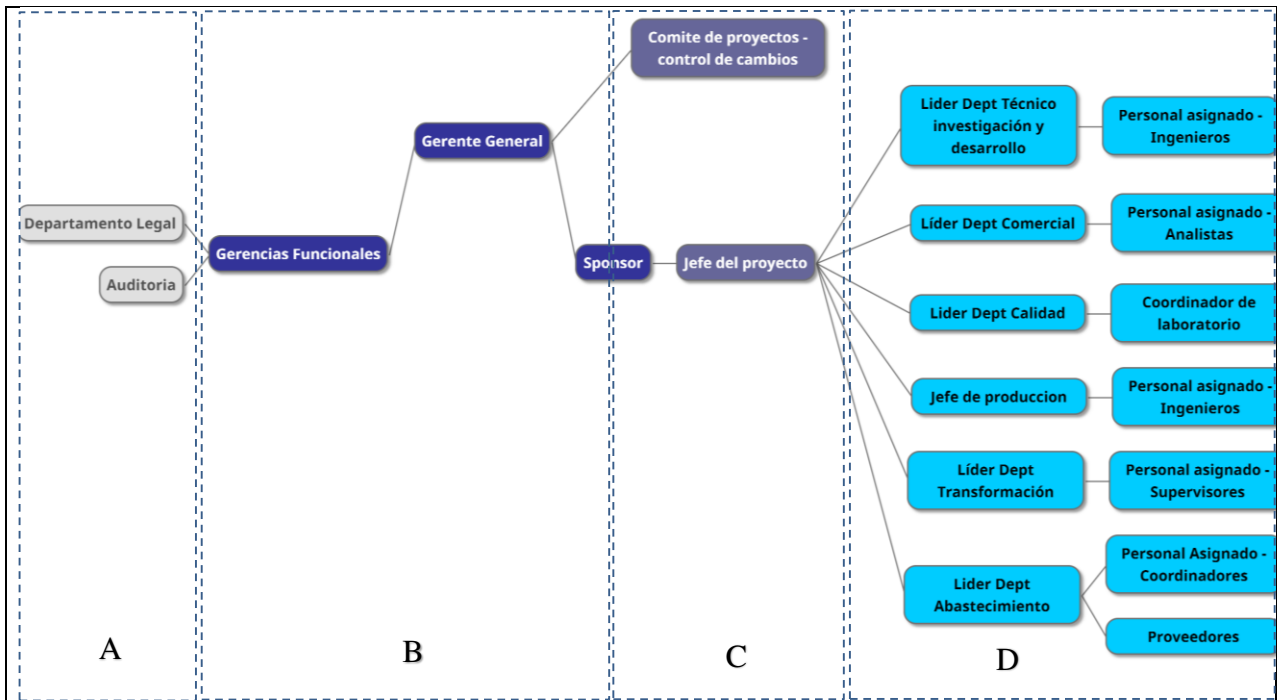 Departamento Legal
Auditoria
A
Gerencias Funcionales
Gerente General
Sponsor
B
Comite de proyectos -
control de cambios
Jefe del proyecto
C
Lider Dept Técnico
investigación y
desarrollo
Personal asignado -
Ingenieros
Líder Dept Comercial
Personal asignado -
Analistas
Lider Dept Calidad
Coordinador de
laboratorio
Jefe de produccion
Personal asignado -
Ingenieros
Líder Dept
Transformación
Personal asignado -
Supervisores
Lider Dept
Abastecimiento
Personal Asignado -
Coordinadores
Proveedores
D